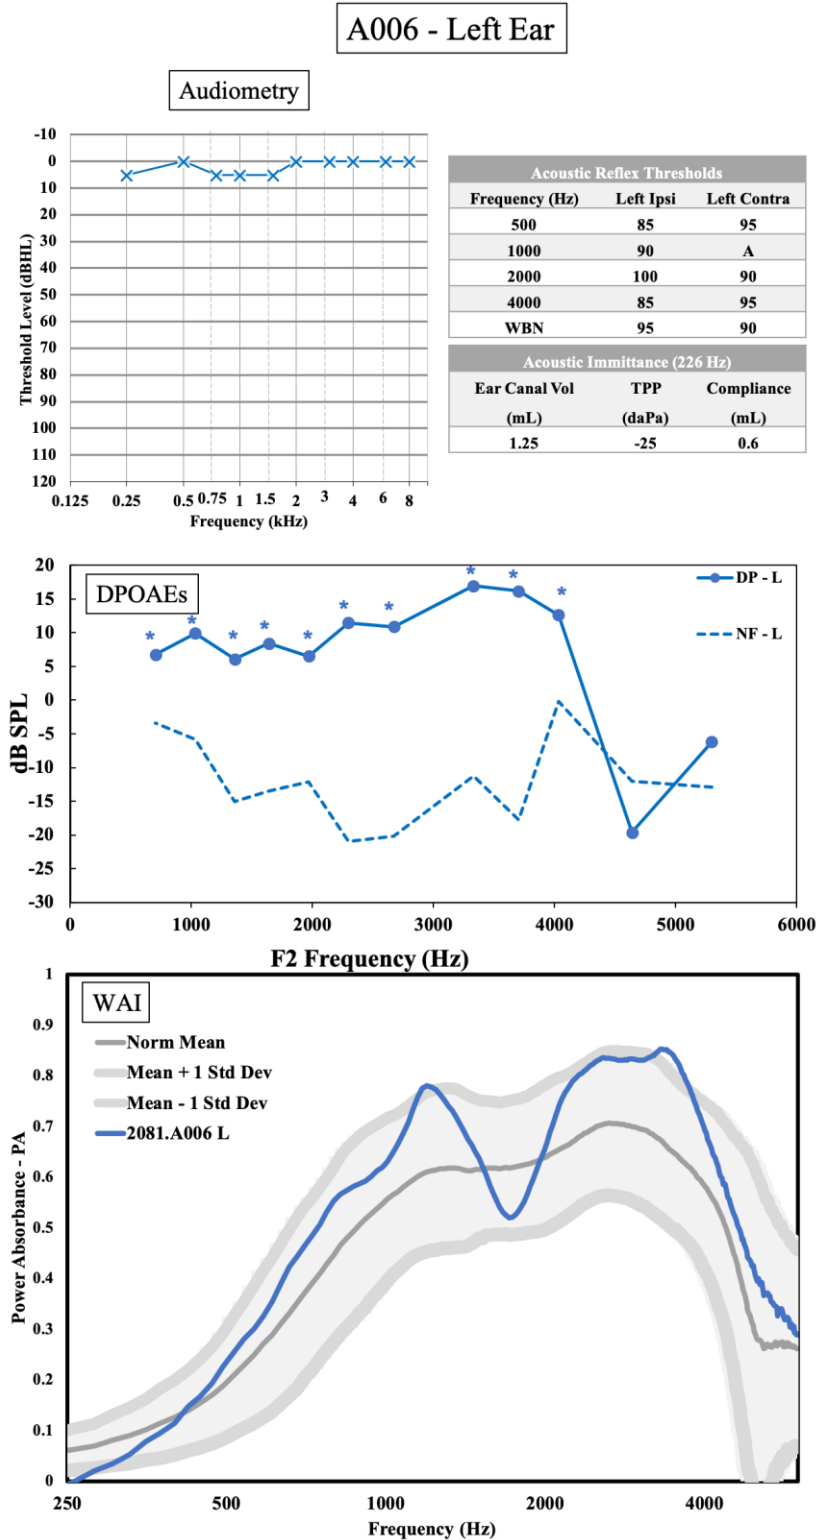 A006 - Left Ear
Audiometry
-10
0
10
20
30
40
50
60
70
80
90
100
110
120
Threshold Level (dBHL)
0.125 0.25 0.5 0.75 1 1.5 2 3 4 6 8
Frequency (kHz)
Acoustic Reflex Thresholds
Frequency (Hz) Left Ipsi Left Contra
500 85 95
1000 90 A
2000 100 90
4000 85 95
WBN 95 90
Acoustic Immittance (226 Hz)
Ear Canal Vol TPP Compliance
(mL) (daPa) (mL)
1.25 -25 0.6
DPOAEs
DP - L
NF - L
* * * * * * * * * *
20
15
10
5
0
-5
-10
-15
-20
-25
-30
dB SPL
0 1000 2000 3000 4000 5000 6000
F2 Frequency (Hz)
WAI
Norm Mean
Mean + 1 Std Dev
Mean - 1 Std Dev
2081.A006 L
1
0.9
0.8
0.7
0.6
0.5
0.4
0.3
0.2
0.1
0
Power Absorbance - PA
250 500 1000 2000 4000
Frequency (Hz)